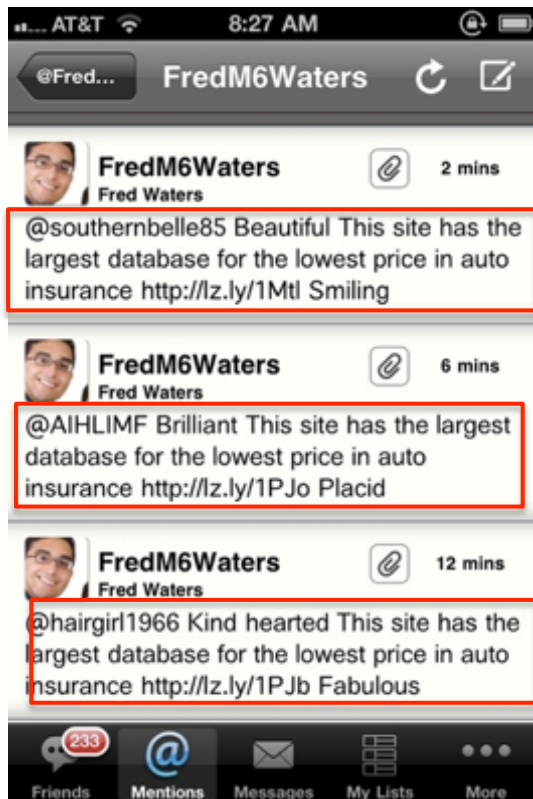 AT&T 8:27 AM
@Fred... FredM6Waters
FredM6Waters 2 mins
Fred Waters
@southernbelle85 Beautiful This site has the
largest database for the lowest price in auto
insurance http://lz.ly/1Mtl Smiling
FredM6Waters 6 mins
Fred Waters
@AIHLIMF Brilliant This site has the largest
database for the lowest price in auto
insurance http://lz.ly/1PJo Placid
FredM6Waters 12 mins
Fred Waters
@hairgirl1966 Kind hearted This site has the
largest database for the lowest price in auto
insurance http://lz.ly/1PJb Fabulous
233 @
Friends Mentions Messages My Lists More